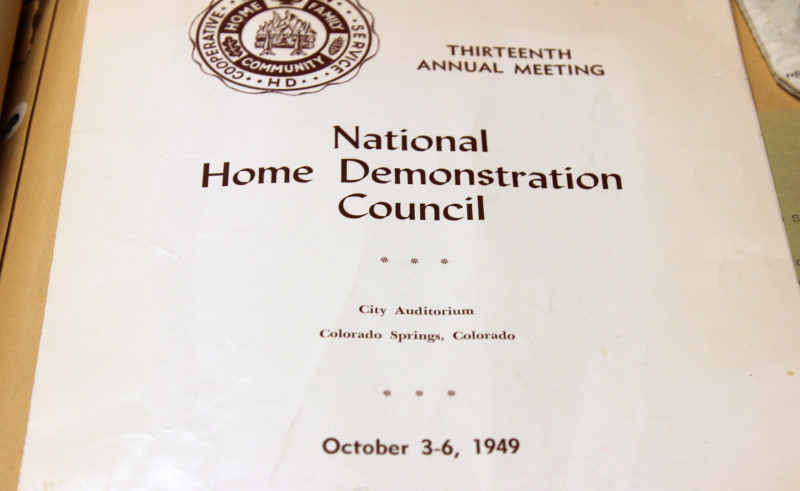 COOPERATIVE · · · SERVICE · · · HD
HOME FAMILY COMMUNITY
THIRTEENTH
ANNUAL MEETING
National
Home Demonstration
Council
City Auditorium
Colorado Springs, Colorado
October 3-6, 1949